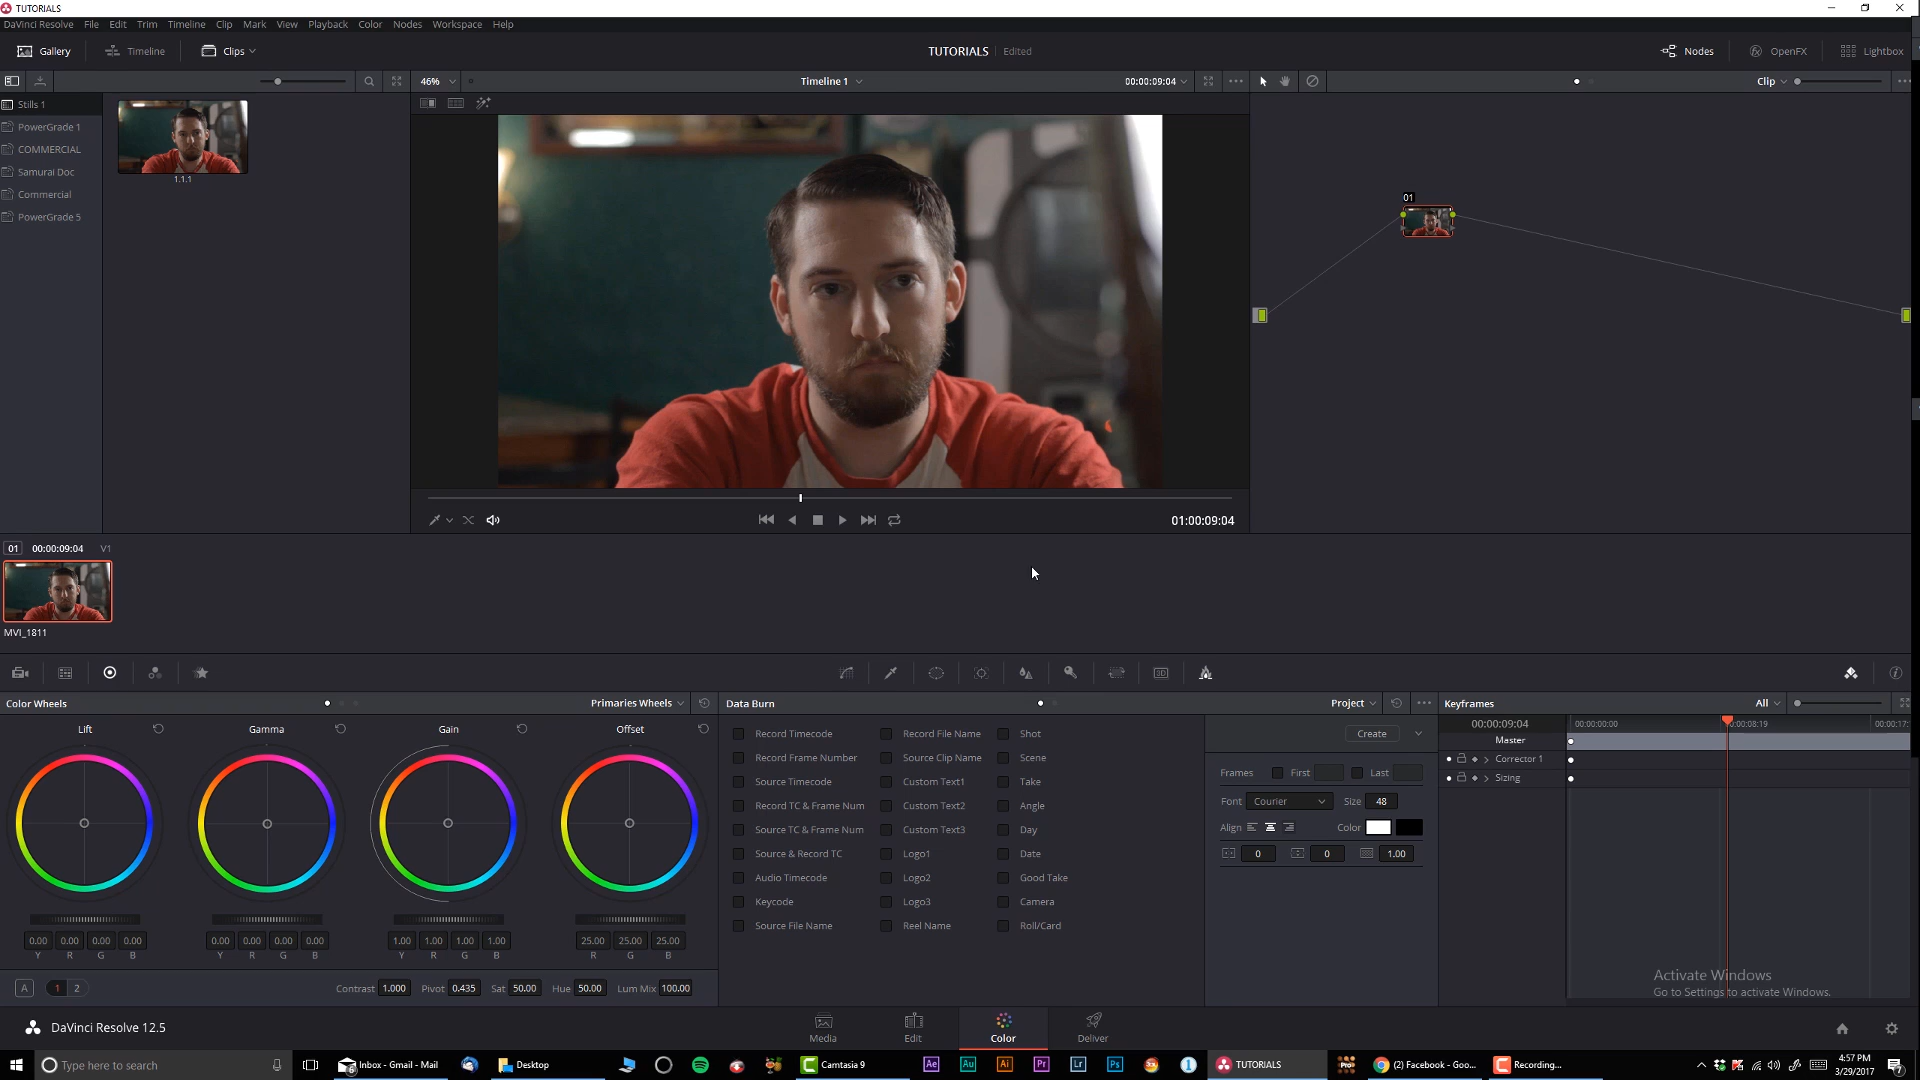 TUTORIALS
DaVinci Resolve File Edit Trim Timeline Clip Mark View Playback Color Nodes Workspace Help
Gallery Timeline Clips TUTORIALS Edited Nodes OpenFX Lightbox
46% Timeline 1 00:00:09:04 Clip
Stills 1
PowerGrade 1
COMMERCIAL
Samurai Doc
Commercial
PowerGrade 5
1.1.1
01
01:00:09:04
01 00:00:09:04 V1
MVI_1811
Color Wheels Primaries Wheels
Lift Gamma Gain Offset
0.00 0.00 0.00 0.00 0.00 0.00 0.00 0.00 1.00 1.00 1.00 1.00 25.00 25.00 25.00
Y R G B Y R G B Y R G B R G B
A 1 2 Contrast 1.000 Pivot 0.435 Sat 50.00 Hue 50.00 Lum Mix 100.00
Data Burn Project
Record Timecode Record File Name Shot
Record Frame Number Source Clip Name Scene
Source Timecode Custom Text1 Take
Record TC & Frame Num Custom Text2 Angle
Source TC & Frame Num Custom Text3 Day
Source & Record TC Logo1 Date
Audio Timecode Logo2 Good Take
Keycode Logo3 Camera
Source File Name Reel Name Roll/Card
Create
Frames First Last
Font Courier Size 48
Align Color
0 0 1.00
Keyframes All
00:00:09:04 00:00:00:00 00:08:19 00:00:17:
Master
Corrector 1
Sizing
Activate Windows
Go to Settings to activate Windows.
DaVinci Resolve 12.5 Media Edit Color Deliver
Type here to search Inbox - Gmail - Mail Desktop Camtasia 9 Ae Au Ai Pr Lr Ps TUTORIALS (2) Facebook - Goo... Recording... 4:57 PM
3/29/2017